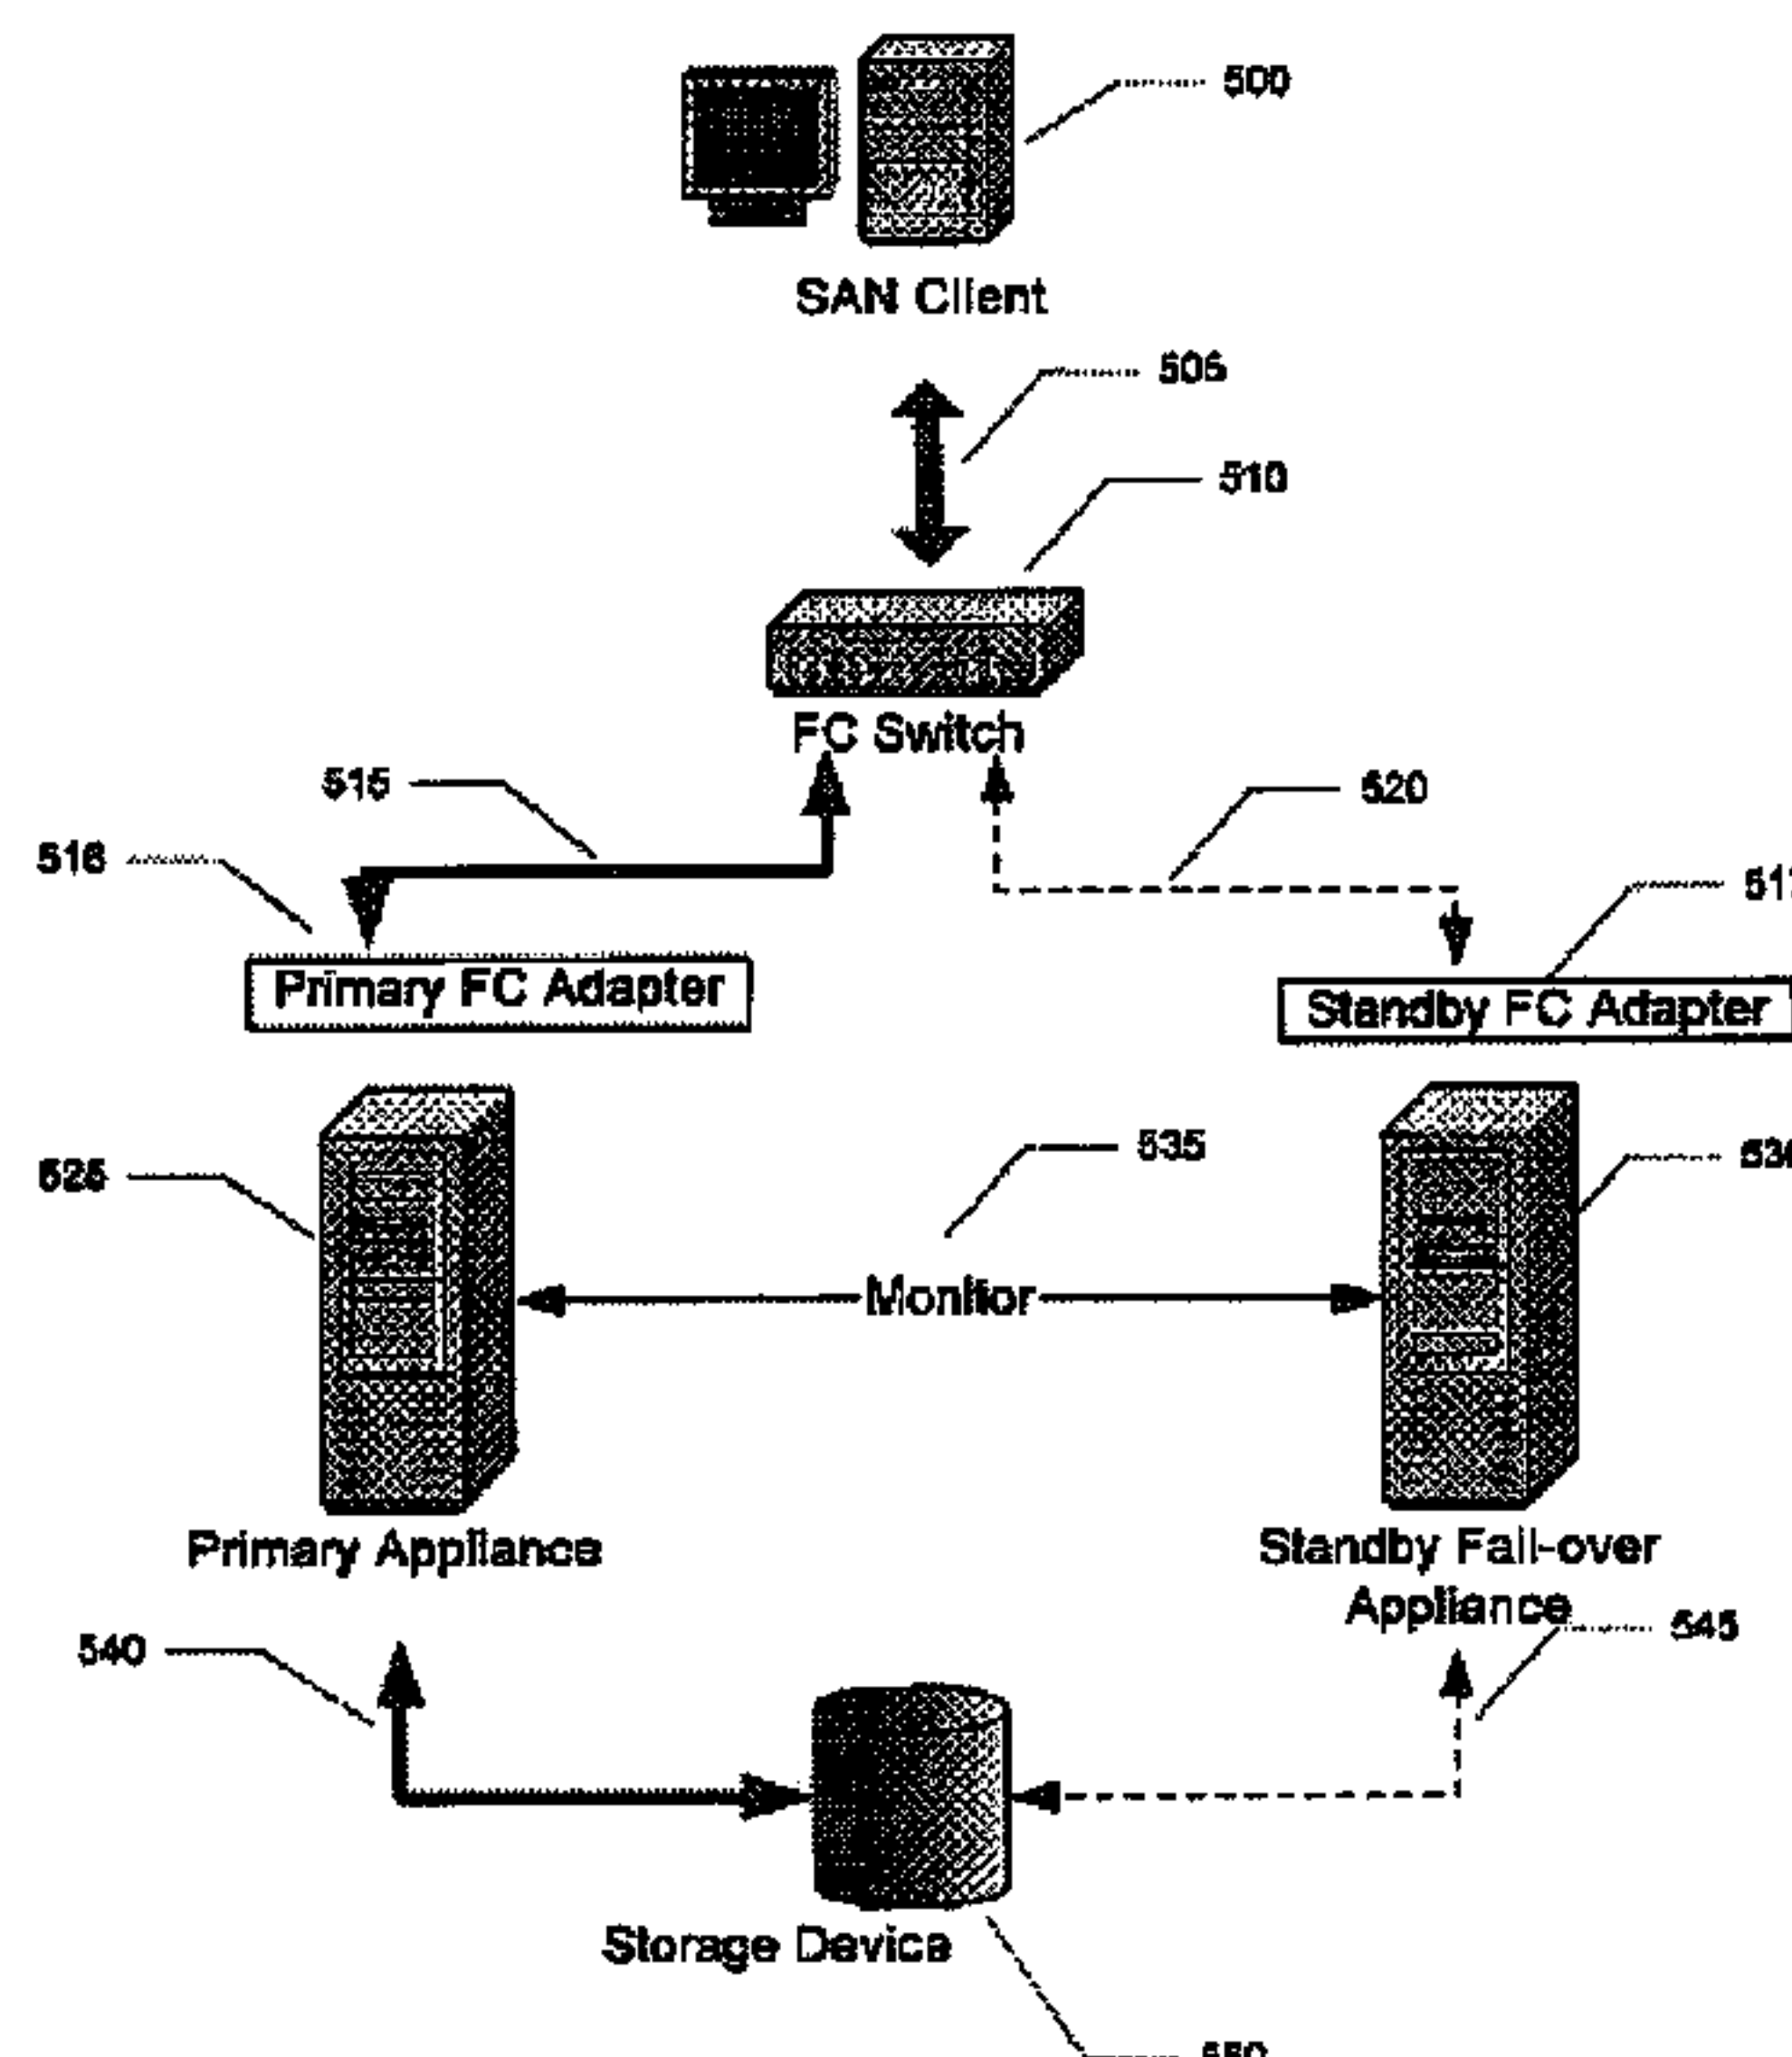 500
SAN Client
505
510
FC Switch
515
520
516
Primary FC Adapter
Standby FC Adapter
525
535
Monitor
Primary Appliance
Standby Fail-over
Appliance
540
545
Storage Device